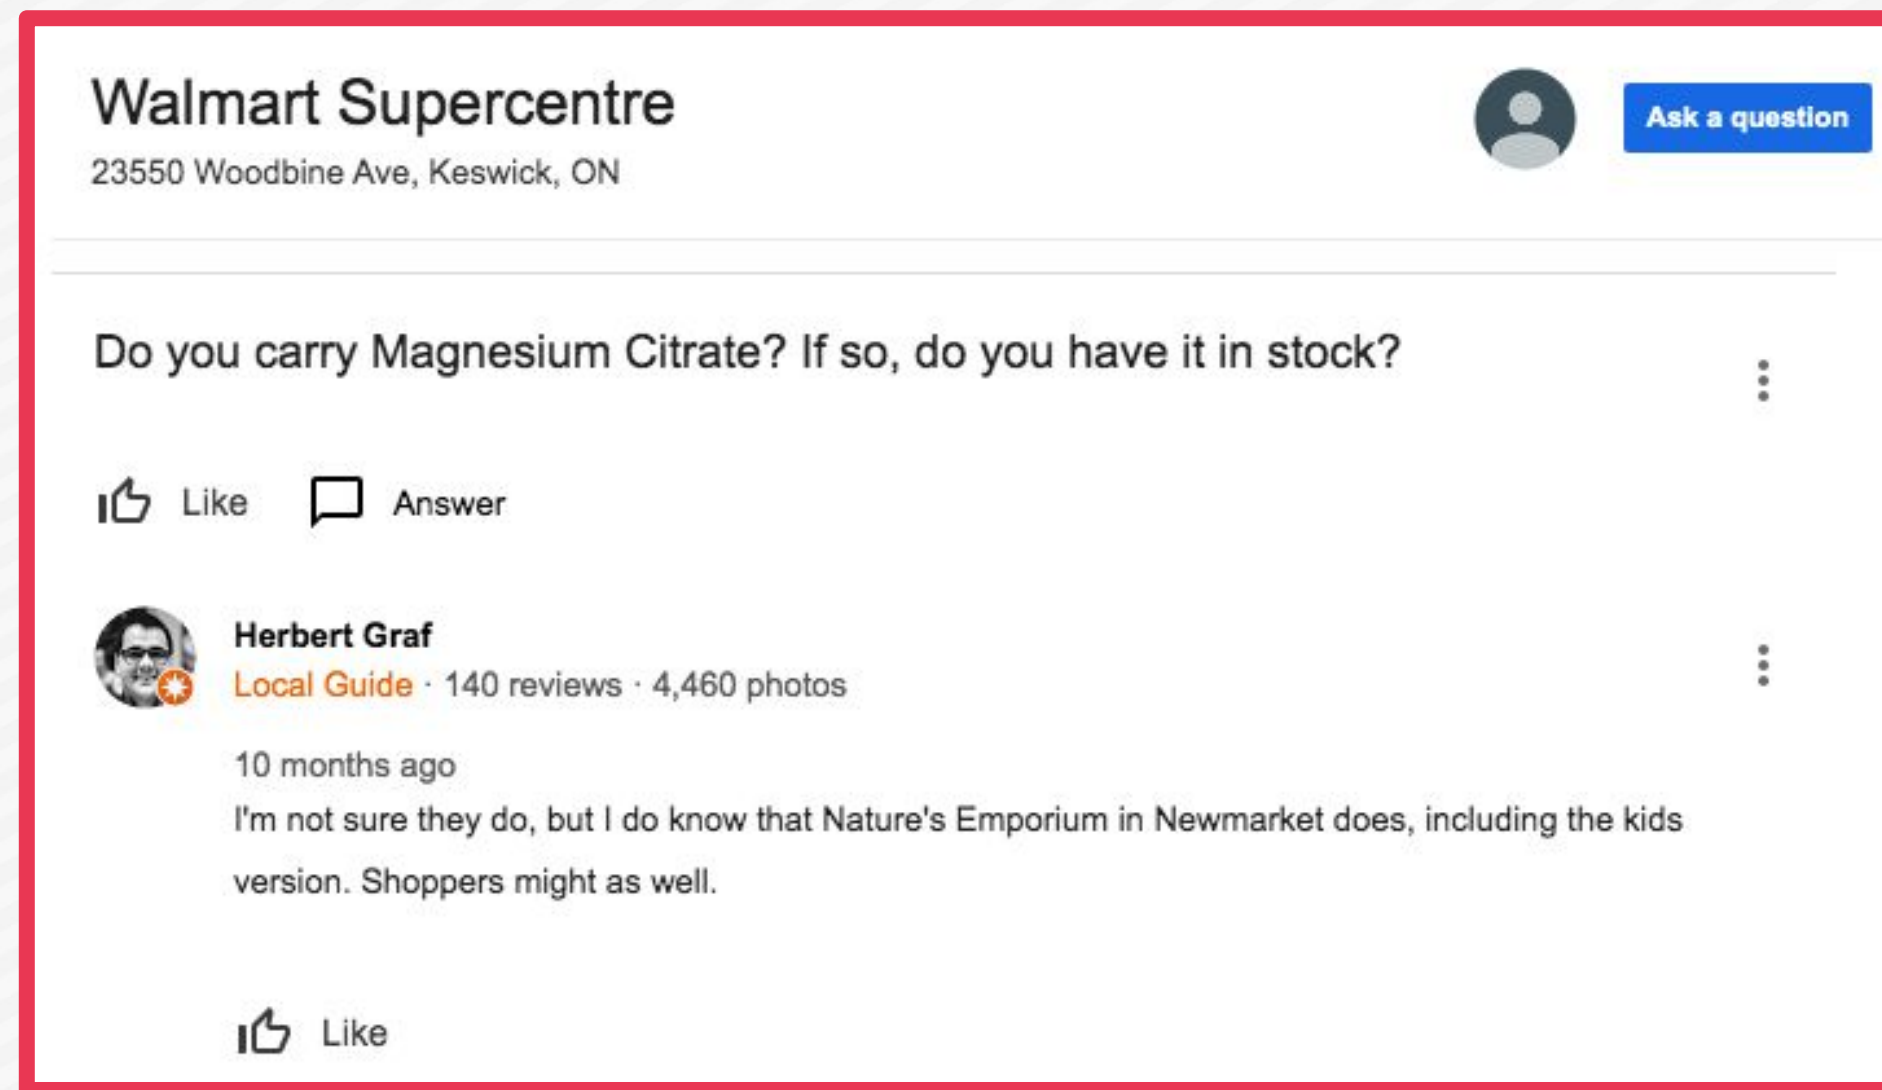 Walmart Supercentre
23550 Woodbine Ave, Keswick, ON
Ask a question
Do you carry Magnesium Citrate? If so, do you have it in stock?
Like Answer
Herbert Graf
Local Guide · 140 reviews · 4,460 photos
10 months ago
I'm not sure they do, but I do know that Nature's Emporium in Newmarket does, including the kids
version. Shoppers might as well.
Like